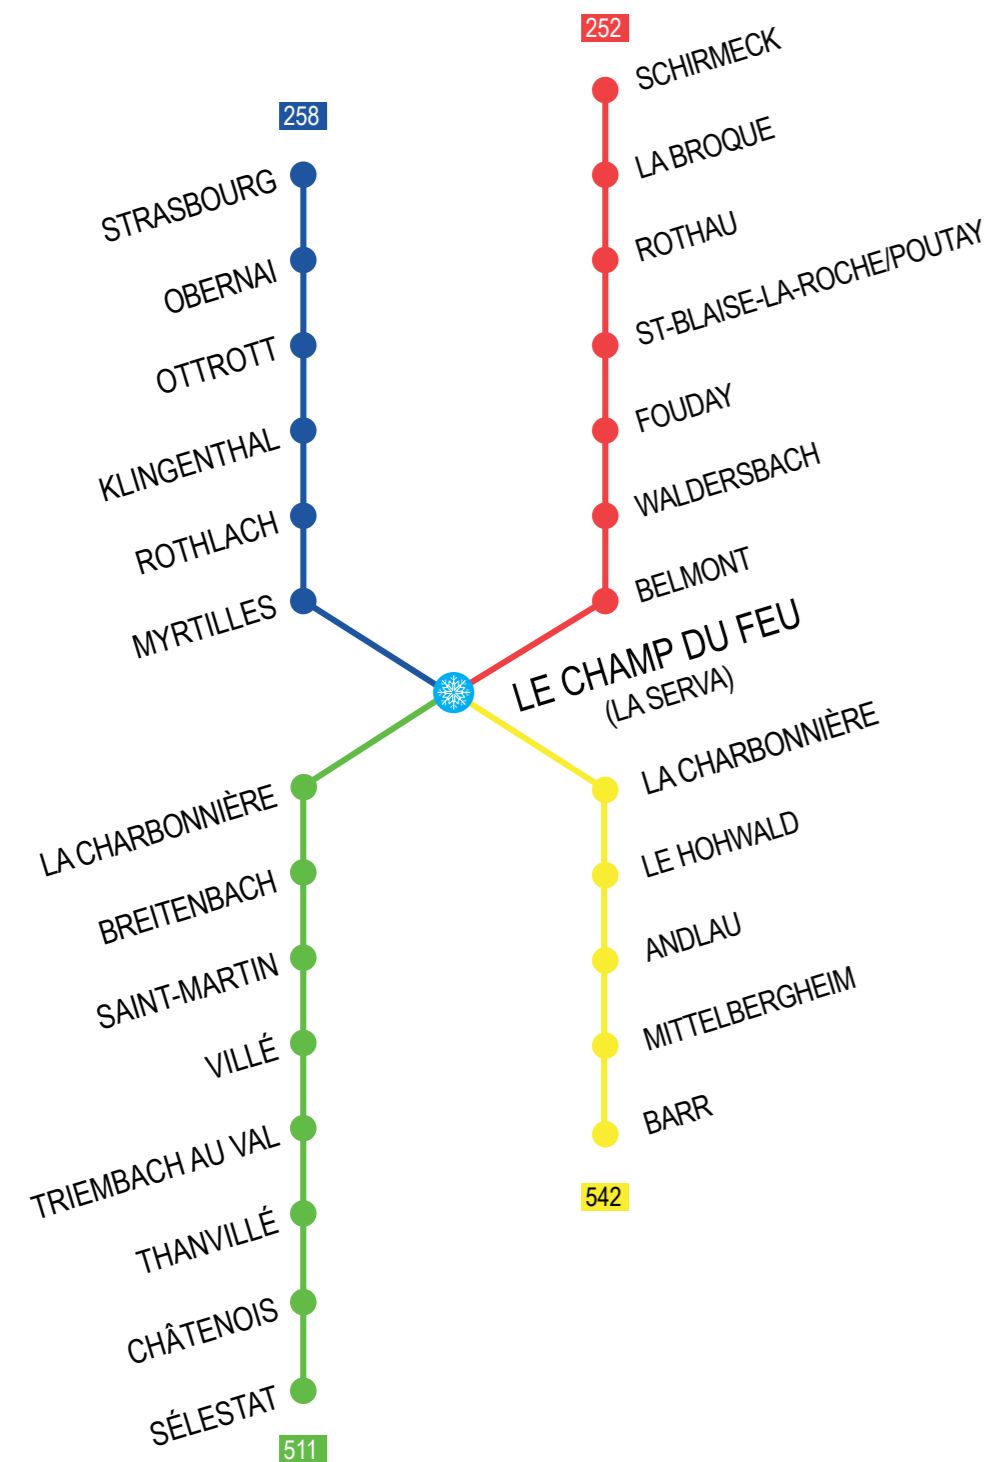 258
STRASBOURG
OBERNAI
OTTROTT
KLINGENTHAL
ROTHLACH
MYRTILLES
252
SCHIRMECK
LA BROQUE
ROTHAU
ST-BLAISE-LA-ROCHE/POUTAY
FOUDAY
WALDERSBACH
BELMONT
LE CHAMP DU FEU
(LA SERVA)
LA CHARBONNIÈRE
BREITENBACH
SAINT-MARTIN
VILLÉ
TRIEMBACH AU VAL
THANVILLÉ
CHÂTENOIS
SÉLESTAT
511
LA CHARBONNIÈRE
LE HOHWALD
ANDLAU
MITTELBERGHEIM
BARR
542